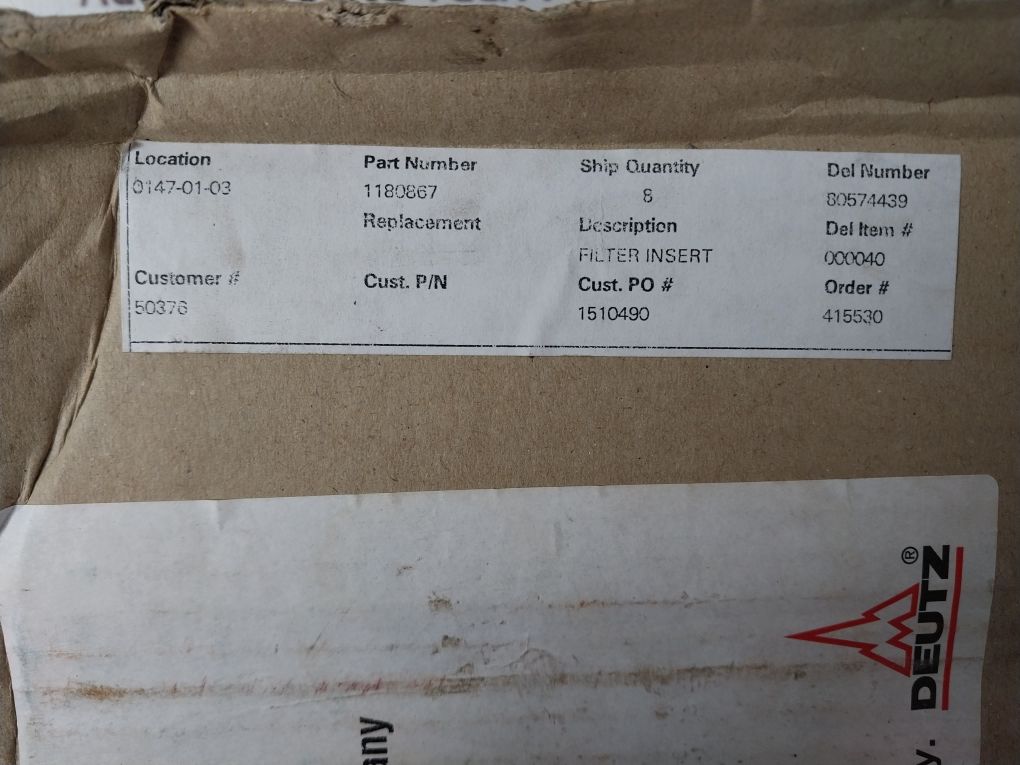 Location Part Number Ship Quantity Del Number
0147-01-03 1180867 8 80574439
Replacement Description Del Item #
FILTER INSERT 000040
Customer # Cust. P/N Cust. PO # Order #
50376 1510490 415530
DEUTZ®
any
y.